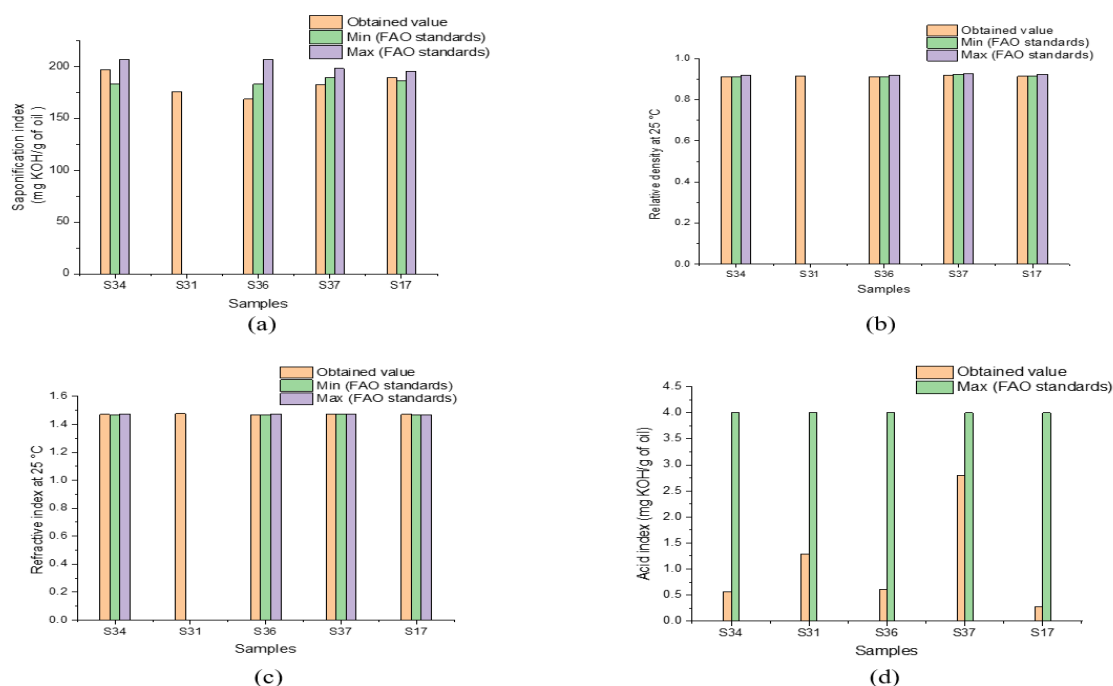 Obtained value
Min (FAO standards)
Max (FAO standards)
Saponification index
(mg KOH/g of oil)
200
150
100
50
0
S34 S31 S36 S37 S17
Samples
(a)
Obtained value
Min (FAO standards)
Max (FAO standards)
Relative density at 25 °C
1.0
0.8
0.6
0.4
0.2
0.0
S34 S31 S36 S37 S17
Samples
(b)
Obtained value
Min (FAO standards)
Max (FAO standards)
Refractive index at 25 °C
1.6
1.4
1.2
1.0
0.8
0.6
0.4
0.2
0.0
S34 S31 S36 S37 S17
Samples
(c)
Obtained value
Max (FAO standards)
Acid index (mg KOH/g of oil)
4.5
4.0
3.5
3.0
2.5
2.0
1.5
1.0
0.5
0.0
S34 S31 S36 S37 S17
Samples
(d)